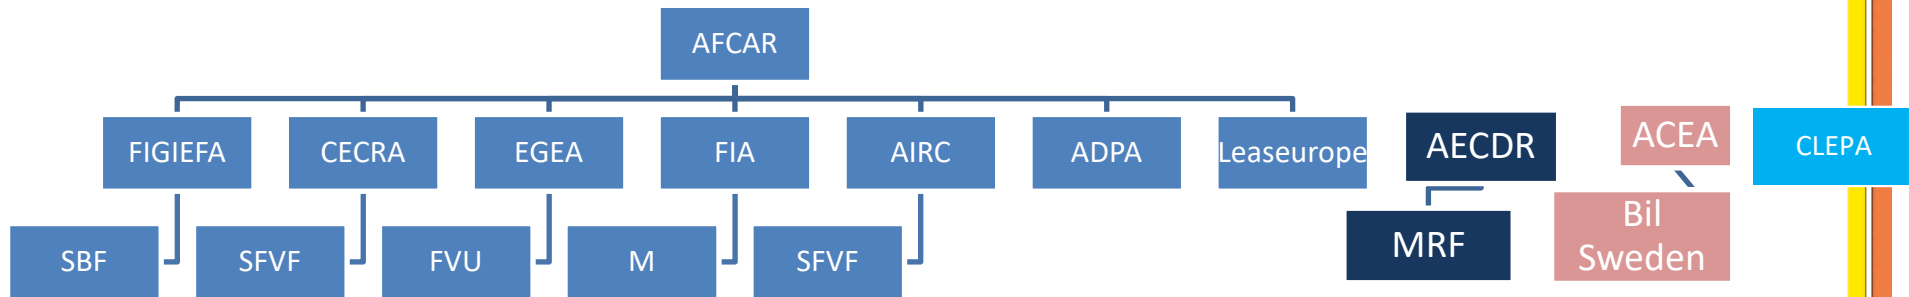 AFCAR
FIGIEFA
CECRA
EGEA
FIA
AIRC
ADPA
Leaseurope
AECDR
ACEA
CLEPA
SBF
SFVF
FVU
M
SFVF
MRF
Bil
Sweden